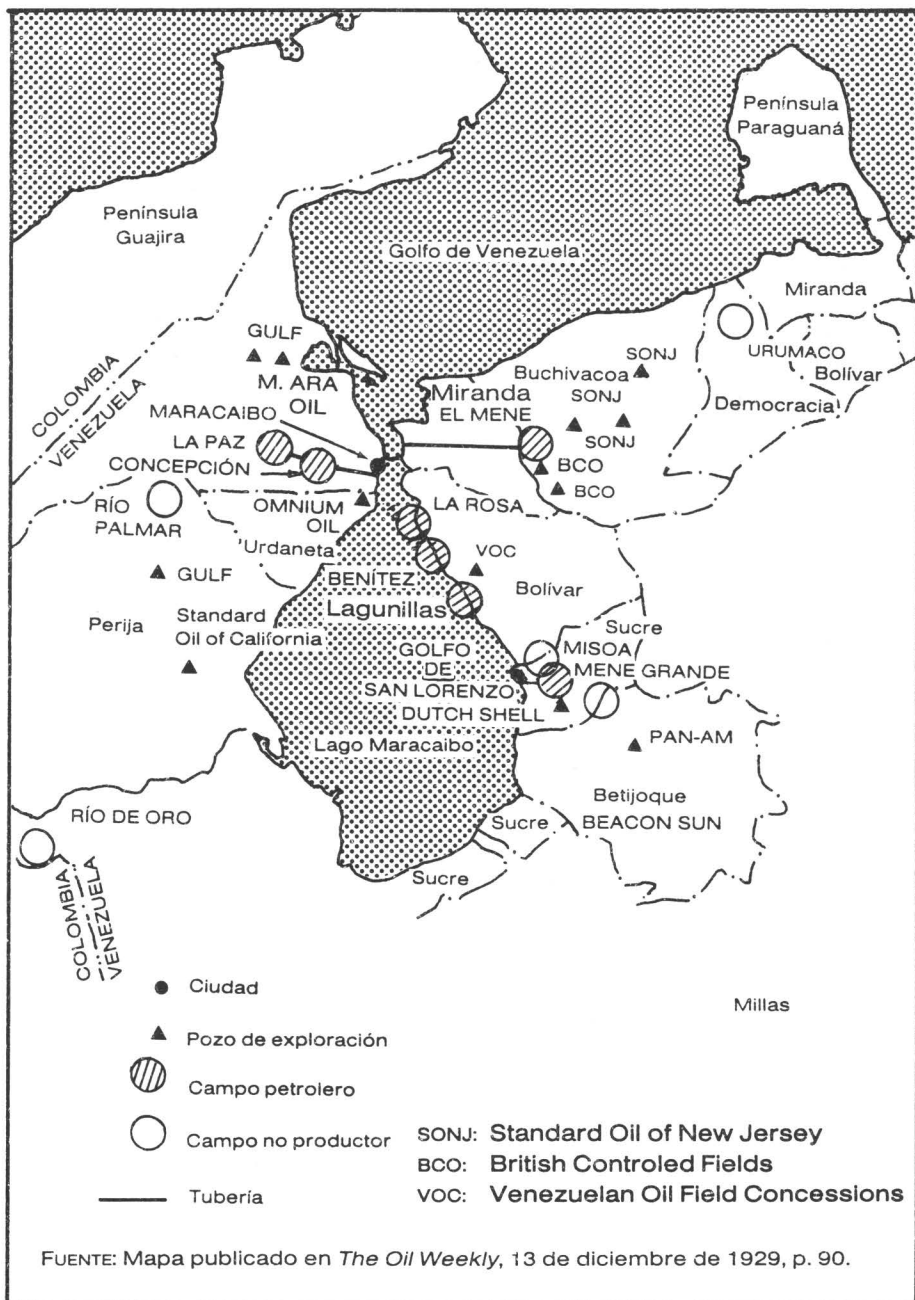 Península
Paraguaná
Península
Guajira
Golfo de Venezuela
Miranda
GULF
SONJ
URUMACO
COLOMBIA
VENEZUELA
M. ARA
OIL
Buchivacoa
Bolívar
Miranda
SONJ
MARACAIBO
EL MENE
Democracia
LA PAZ
SONJ
CONCEPCIÓN
BCO
BCO
RÍO
PALMAR
OMNIUM
OIL
LA ROSA
Urdaneta
VOC
GULF
BENÍTEZ
Bolívar
Lagunillas
Perija
Standard
Oil of California
Sucre
GOLFO
DE
SAN LORENZO
MISOA
MENE GRANDE
DUTCH SHELL
Lago Maracaibo
PAN-AM
Betijoque
BEACON SUN
RÍO DE ORO
Sucre
Sucre
COLOMBIA
VENEZUELA
Ciudad
Millas
Pozo de exploración
Campo petrolero
Campo no productor
Tubería
SONJ: Standard Oil of New Jersey
BCO: British Controled Fields
VOC: Venezuelan Oil Field Concessions
FUENTE: Mapa publicado en The Oil Weekly, 13 de diciembre de 1929, p. 90.